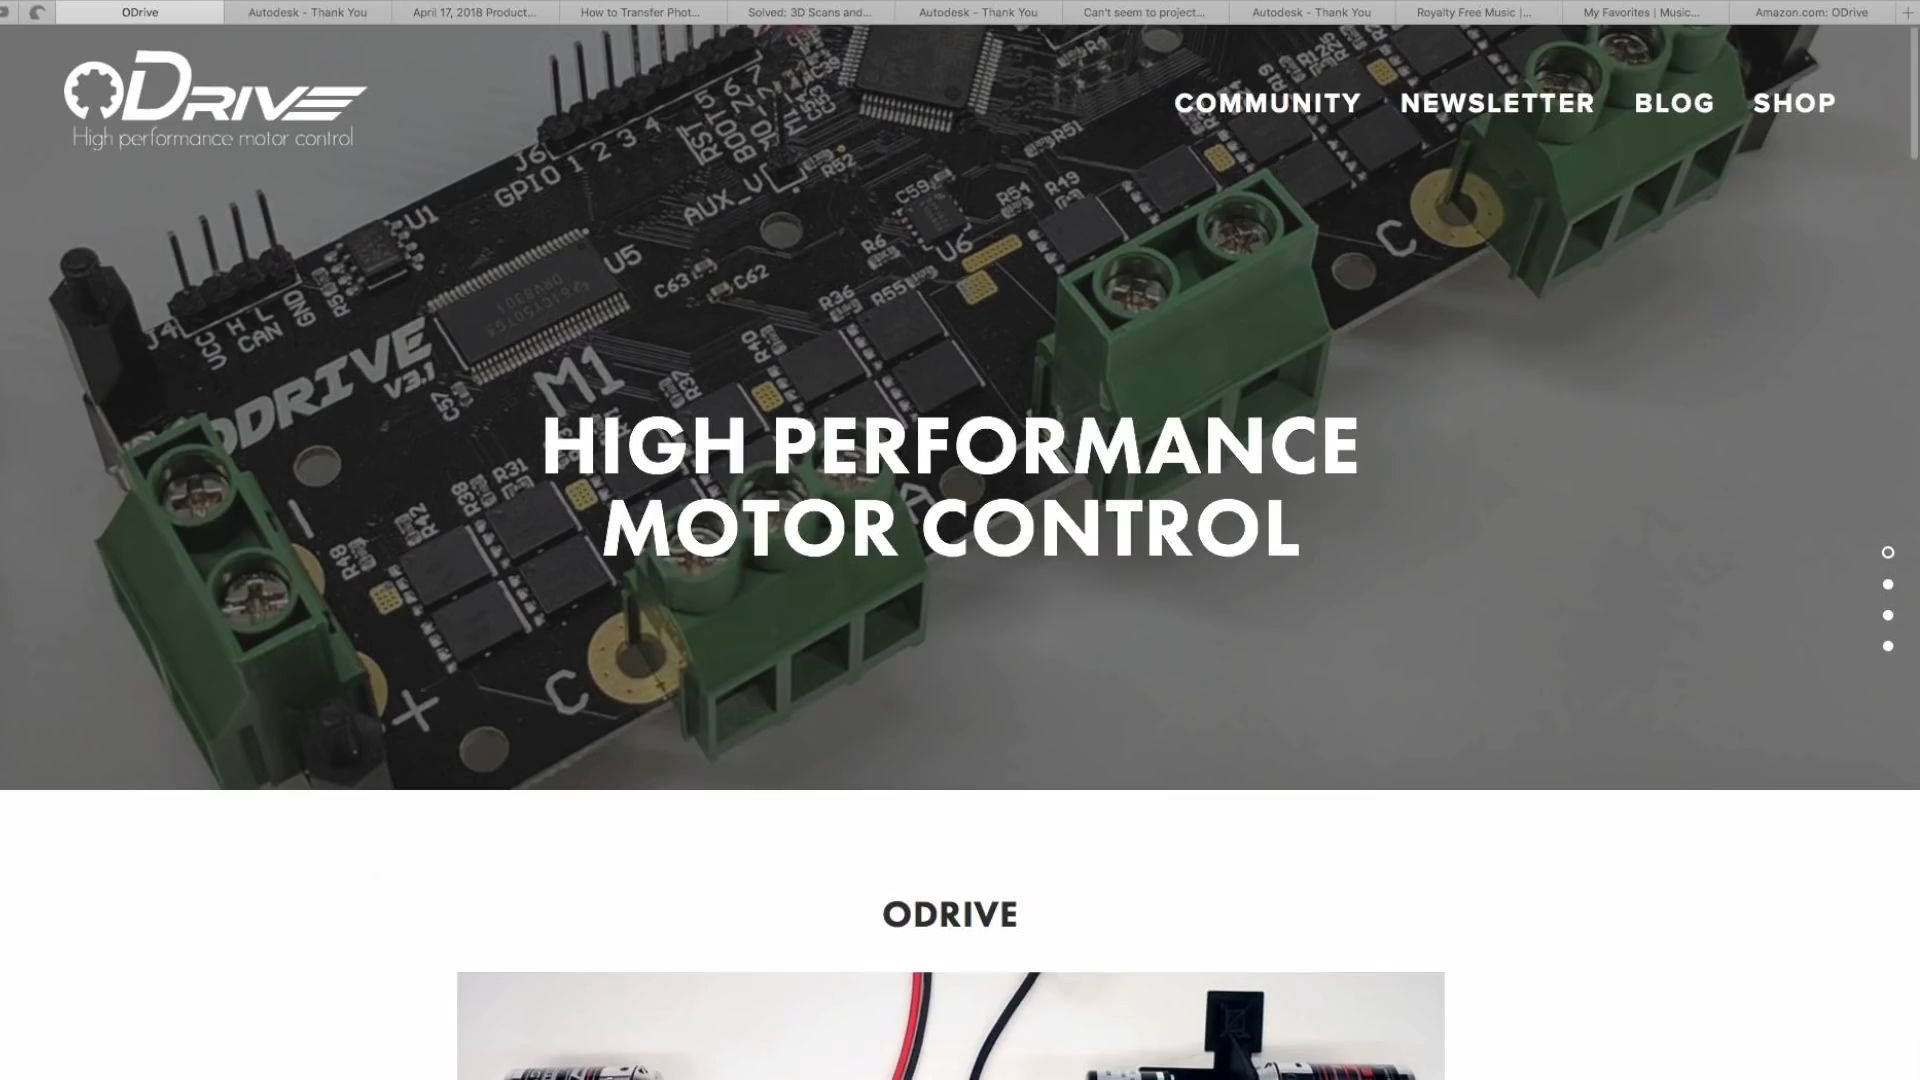 ODrive
Autodesk - Thank You
April 17, 2018 Product...
How to Transfer Phot...
Solved: 3D Scans and...
Autodesk - Thank You
Can't seem to project...
Autodesk - Thank You
Royalty Free Music |...
My Favorites | Music...
Amazon.com: ODrive
ODRIVE
High performance motor control
COMMUNITY NEWSLETTER BLOG SHOP
J6
GPIO 1 2 3 4 5 6 7
RST
AUX_V
R52
R51
C59
R54
R49
U1
U5
U6
R6
C63
C62
R36
R55
R40
J4
VCC
H L
CAN
GND
ODRIVE
V3.1
C57
M1
R37
R31
R38
R42
R48
C
C
A
+
HIGH PERFORMANCE
MOTOR CONTROL
ODRIVE